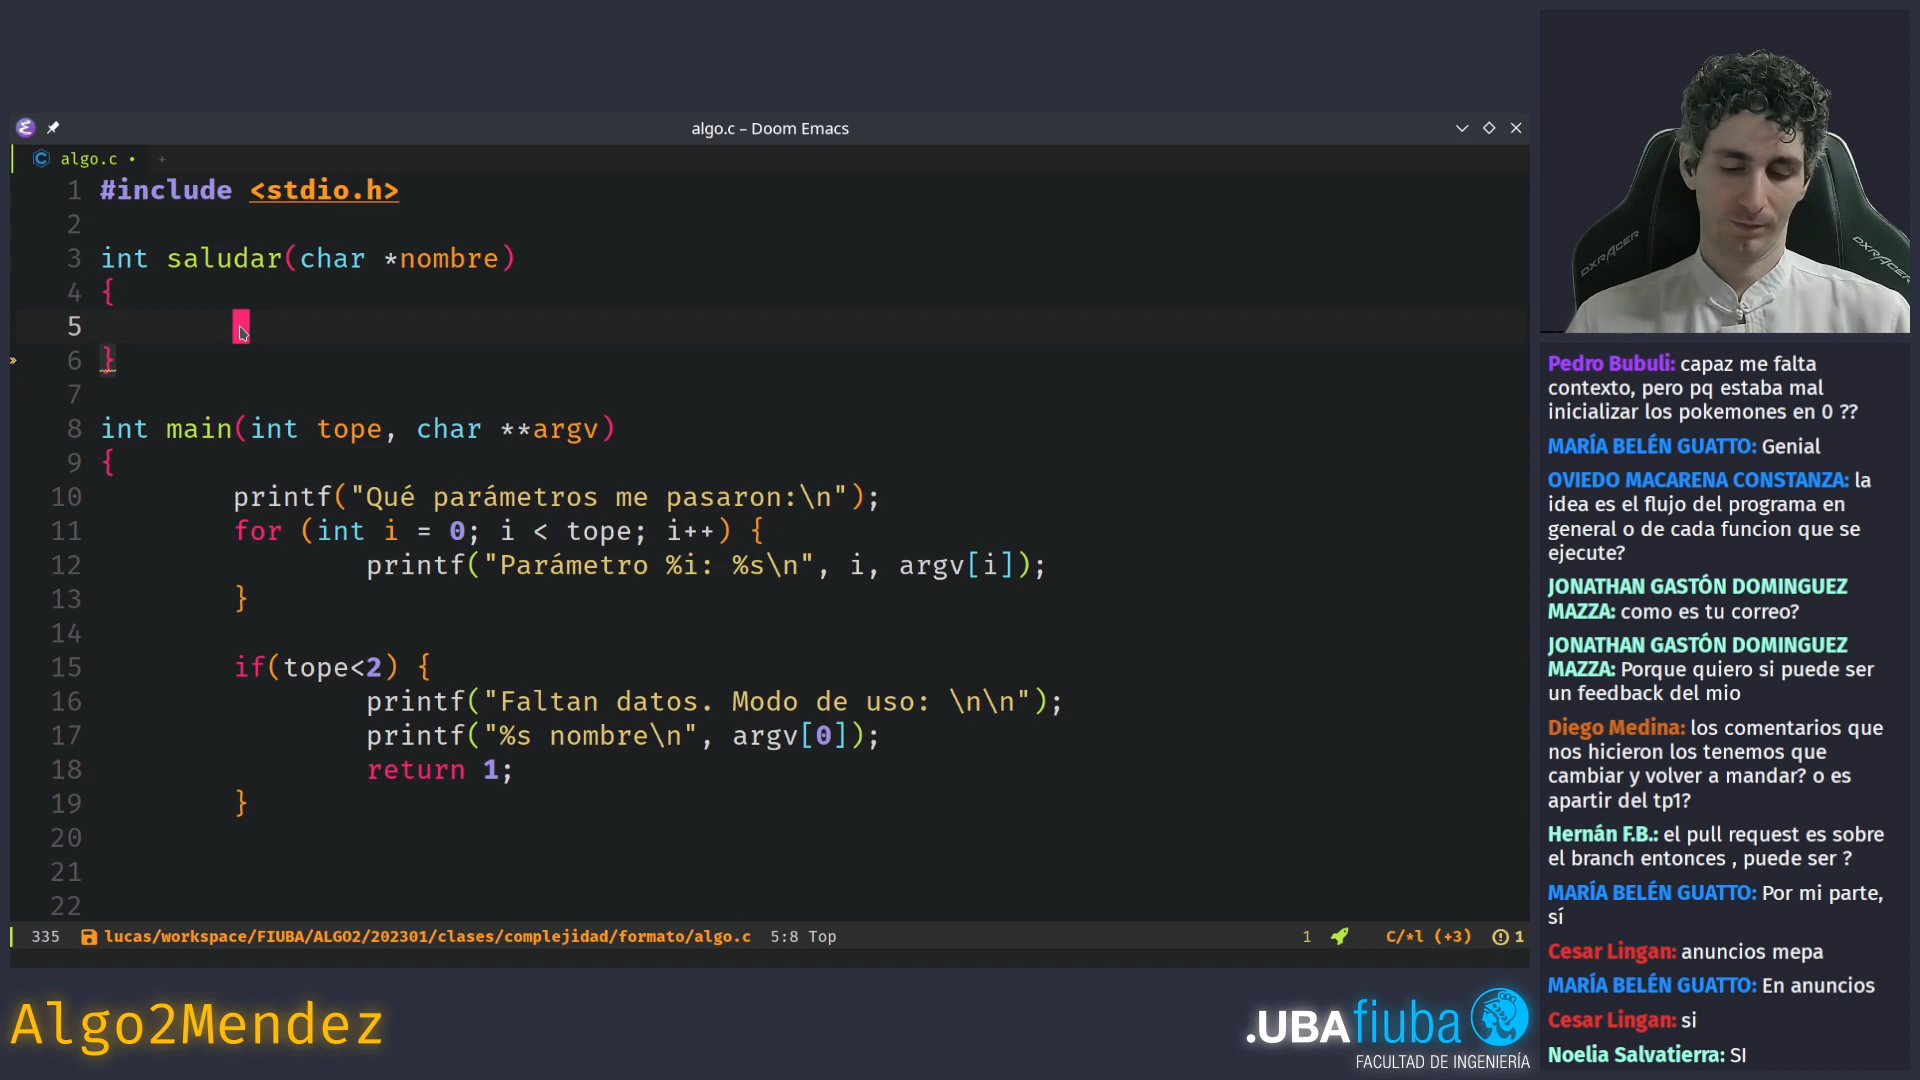 algo.c – Doom Emacs
algo.c • +
1 #include <stdio.h>
2
3 int saludar(char *nombre)
4 {
5
» 6 }
7
8 int main(int tope, char **argv)
9 {
10 printf("Qué parámetros me pasaron:\n");
11 for (int i = 0; i < tope; i++) {
12 printf("Parámetro %i: %s\n", i, argv[i]);
13 }
14
15 if(tope<2) {
16 printf("Faltan datos. Modo de uso: \n\n");
17 printf("%s nombre\n", argv[0]);
18 return 1;
19 }
20
21
22
335 lucas/workspace/FIUBA/ALGO2/202301/clases/complejidad/formato/algo.c 5:8 Top 1 C/*l (+3) 1
Algo2Mendez
.UBAfiuba
FACULTAD DE INGENIERÍA
DXRACER
DXRACER
Pedro Bubuli: capaz me falta
contexto, pero pq estaba mal
inicializar los pokemones en 0 ??
MARÍA BELÉN GUATTO: Genial
OVIEDO MACARENA CONSTANZA: la
idea es el flujo del programa en
general o de cada funcion que se
ejecute?
JONATHAN GASTÓN DOMINGUEZ
MAZZA: como es tu correo?
JONATHAN GASTÓN DOMINGUEZ
MAZZA: Porque quiero si puede ser
un feedback del mio
Diego Medina: los comentarios que
nos hicieron los tenemos que
cambiar y volver a mandar? o es
apartir del tp1?
Hernán F.B.: el pull request es sobre
el branch entonces , puede ser ?
MARÍA BELÉN GUATTO: Por mi parte,
sí
Cesar Lingan: anuncios mepa
MARÍA BELÉN GUATTO: En anuncios
Cesar Lingan: si
Noelia Salvatierra: SI